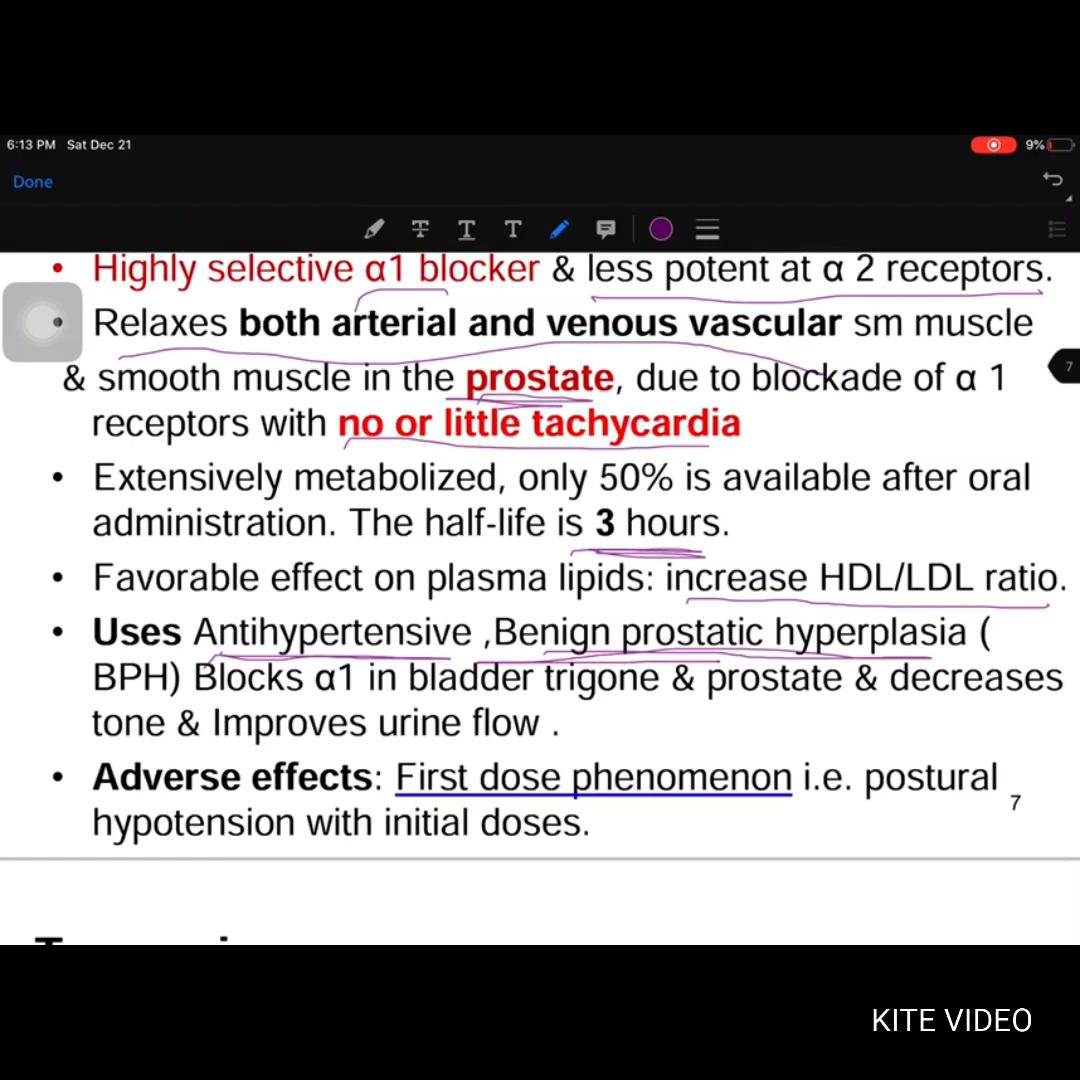 6:13 PM Sat Dec 21
9%
Done
• Highly selective α1 blocker & less potent at α 2 receptors.
Relaxes both arterial and venous vascular sm muscle
7
& smooth muscle in the prostate, due to blockade of α 1
receptors with no or little tachycardia
• Extensively metabolized, only 50% is available after oral
administration. The half-life is 3 hours.
• Favorable effect on plasma lipids: increase HDL/LDL ratio.
• Uses Antihypertensive ,Benign prostatic hyperplasia (
BPH) Blocks α1 in bladder trigone & prostate & decreases
tone & Improves urine flow .
• Adverse effects: First dose phenomenon i.e. postural
7
hypotension with initial doses.
KITE VIDEO